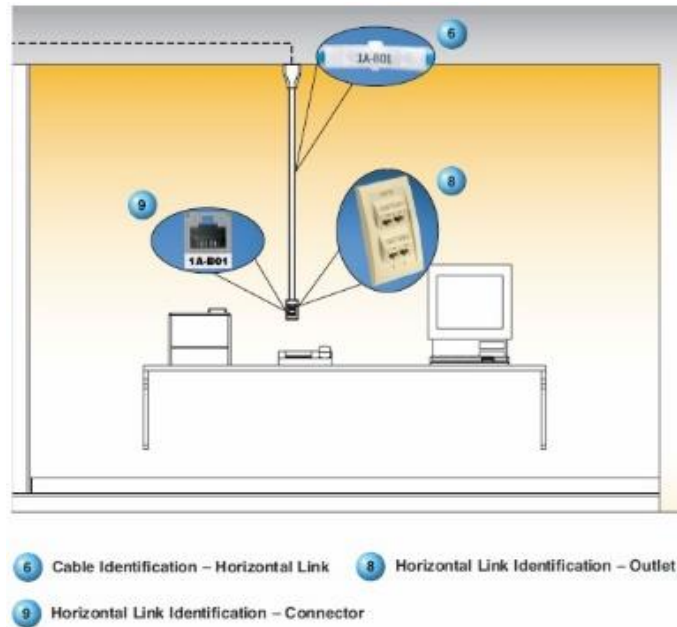 6
1A-B01
8
9
1A-B01
6 Cable Identification – Horizontal Link
8 Horizontal Link Identification – Outlet
9 Horizontal Link Identification – Connector